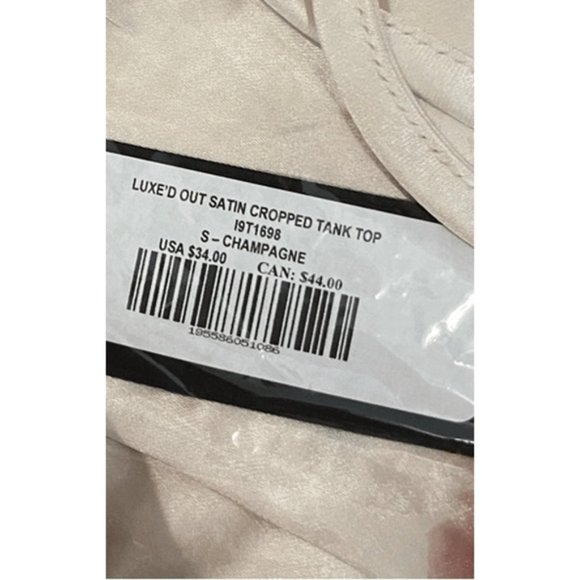 LUXE'D OUT SATIN CROPPED TANK TOP
I9T1698
S – CHAMPAGNE
USA $34.00 CAN: $44.00
195586051086